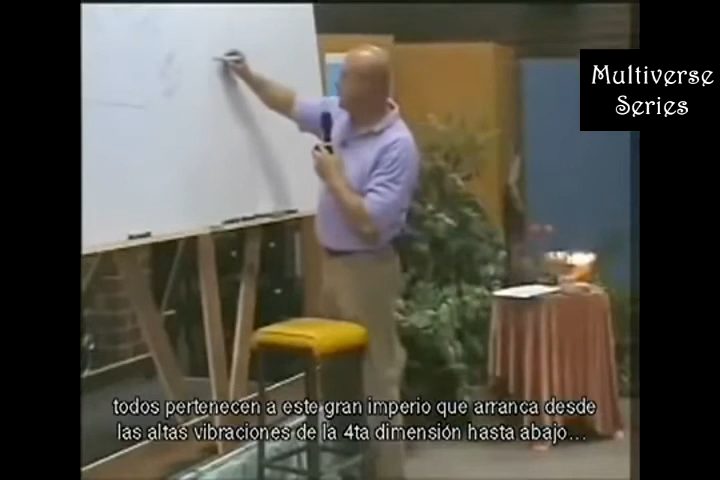 Multiverse
Series
todos pertenecen a este gran imperio que arranca desde
las altas vibraciones de la 4ta dimensión hasta abajo...